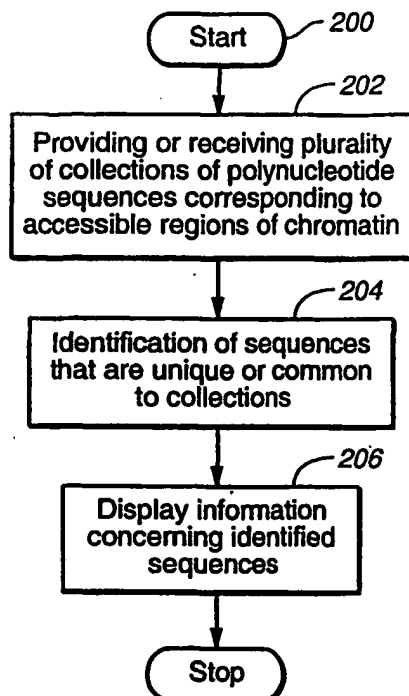 Start
200
202
Providing or receiving plurality
of collections of polynucleotide
sequences corresponding to
accessible regions of chromatin
204
Identification of sequences
that are unique or common
to collections
206
Display information
concerning identified
sequences
Stop